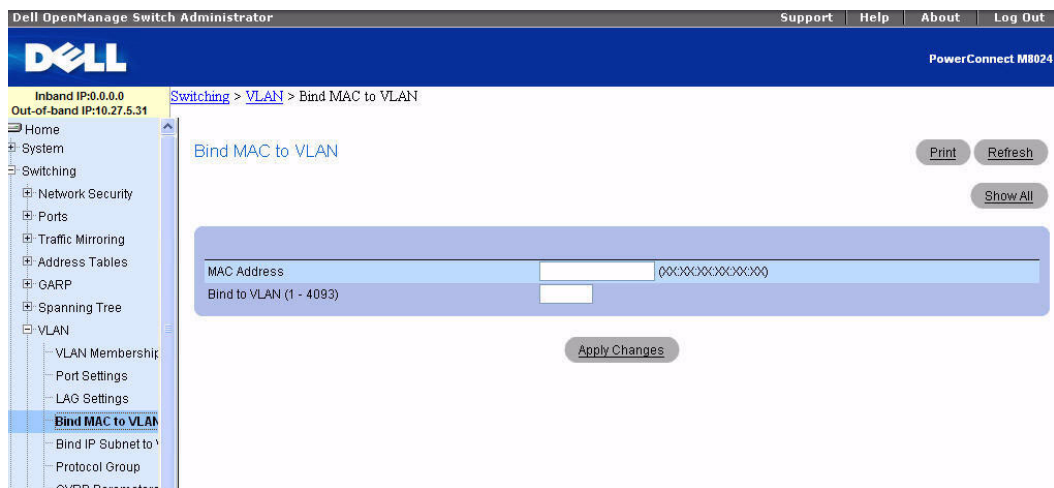 Dell OpenManage Switch Administrator
Support
Help
About
Log Out
DELL
PowerConnect M8024
Inband IP:0.0.0.0
Out-of-band IP:10.27.5.31
Switching > VLAN > Bind MAC to VLAN
Home
System
Switching
Network Security
Ports
Traffic Mirroring
Address Tables
GARP
Spanning Tree
VLAN
VLAN Membership
Port Settings
LAG Settings
Bind MAC to VLAN
Bind IP Subnet to
Protocol Group
Bind MAC to VLAN
Print
Refresh
Show All
MAC Address
(XX:XX:XX:XX:XX:XX)
Bind to VLAN (1 - 4093)
Apply Changes